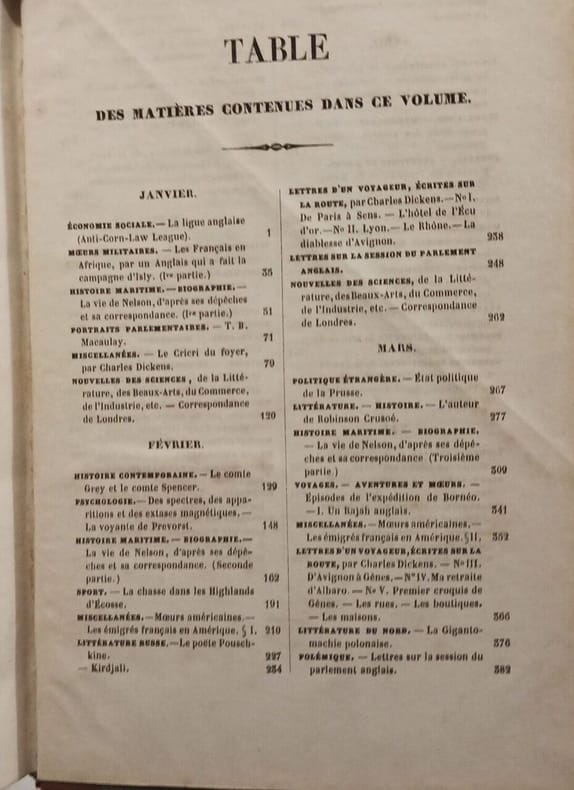 TABLE
DES MATIÈRES CONTENUES DANS CE VOLUME.
JANVIER.
ÉCONOMIE SOCIALE. — La ligue anglaise
(Anti-Corn-Law League). 1
MŒURS MILITAIRES. — Les Français en
Afrique, par un Anglais qui a fait la
campagne d'Isly. (Ire partie.) 35
HISTOIRE MARITIME. — BIOGRAPHIE. —
La vie de Nelson, d'après ses dépêches
et sa correspondance. (Ire partie.) 51
PORTRAITS PARLEMENTAIRES. — T. B.
Macaulay. 71
MISCELLANÉES. — Le Cricri du foyer,
par Charles Dickens. 79
NOUVELLES DES SCIENCES, de la Litté-
rature, des Beaux-Arts, du Commerce,
de l'Industrie, etc. — Correspondance
de Londres. 120
FÉVRIER.
HISTOIRE CONTEMPORAINE. — Le comte
Grey et le comte Spencer. 129
PSYCHOLOGIE. — Des spectres, des appa-
ritions et des extases magnétiques. —
La voyante de Prevorst. 148
HISTOIRE MARITIME. — BIOGRAPHIE. —
La vie de Nelson, d'après ses dépê-
ches et sa correspondance. (Seconde
partie.) 162
SPORT. — La chasse dans les Highlands
d'Écosse. 191
MISCELLANÉES. — Mœurs américaines. —
Les émigrés français en Amérique. § I. 210
LITTÉRATURE RUSSE. — Le poëte Pousch-
kine. 227
— Kirdjali. 234
LETTRES D'UN VOYAGEUR, ÉCRITES SUR
LA ROUTE, par Charles Dickens. — No I.
De Paris à Sens. — L'hôtel de l'Écu
d'or. — No II. Lyon. — Le Rhône. — La
diablesse d'Avignon. 238
LETTRES SUR LA SESSION DU PARLEMENT
ANGLAIS. 248
NOUVELLES DES SCIENCES, de la Litté-
rature, des Beaux-Arts, du Commerce,
de l'Industrie, etc. — Correspondance
de Londres. 262
MARS.
POLITIQUE ÉTRANGÈRE. — État politique
de la Prusse. 267
LITTÉRATURE. — HISTOIRE. — L'auteur
de Robinson Crusoé. 277
HISTOIRE MARITIME. — BIOGRAPHIE.
— La vie de Nelson, d'après ses dépê-
ches et sa correspondance (Troisième
partie.) 309
VOYAGES. — AVENTURES ET MŒURS. —
Épisodes de l'expédition de Bornéo.
— I. Un Rajah anglais. 341
MISCELLANÉES. — Mœurs américaines. —
Les émigrés français en Amérique. § II. 352
LETTRES D'UN VOYAGEUR, ÉCRITES SUR LA
ROUTE, par Charles Dickens. — No III.
D'Avignon à Gênes. — No IV. Ma retraite
d'Albaro. — No V. Premier croquis de
Gênes. — Les rues. — Les boutiques.
— Les maisons. 366
LITTÉRATURE DU NORD. — La Giganto-
machie polonaise. 376
POLÉMIQUE. — Lettres sur la session du
parlement anglais. 382